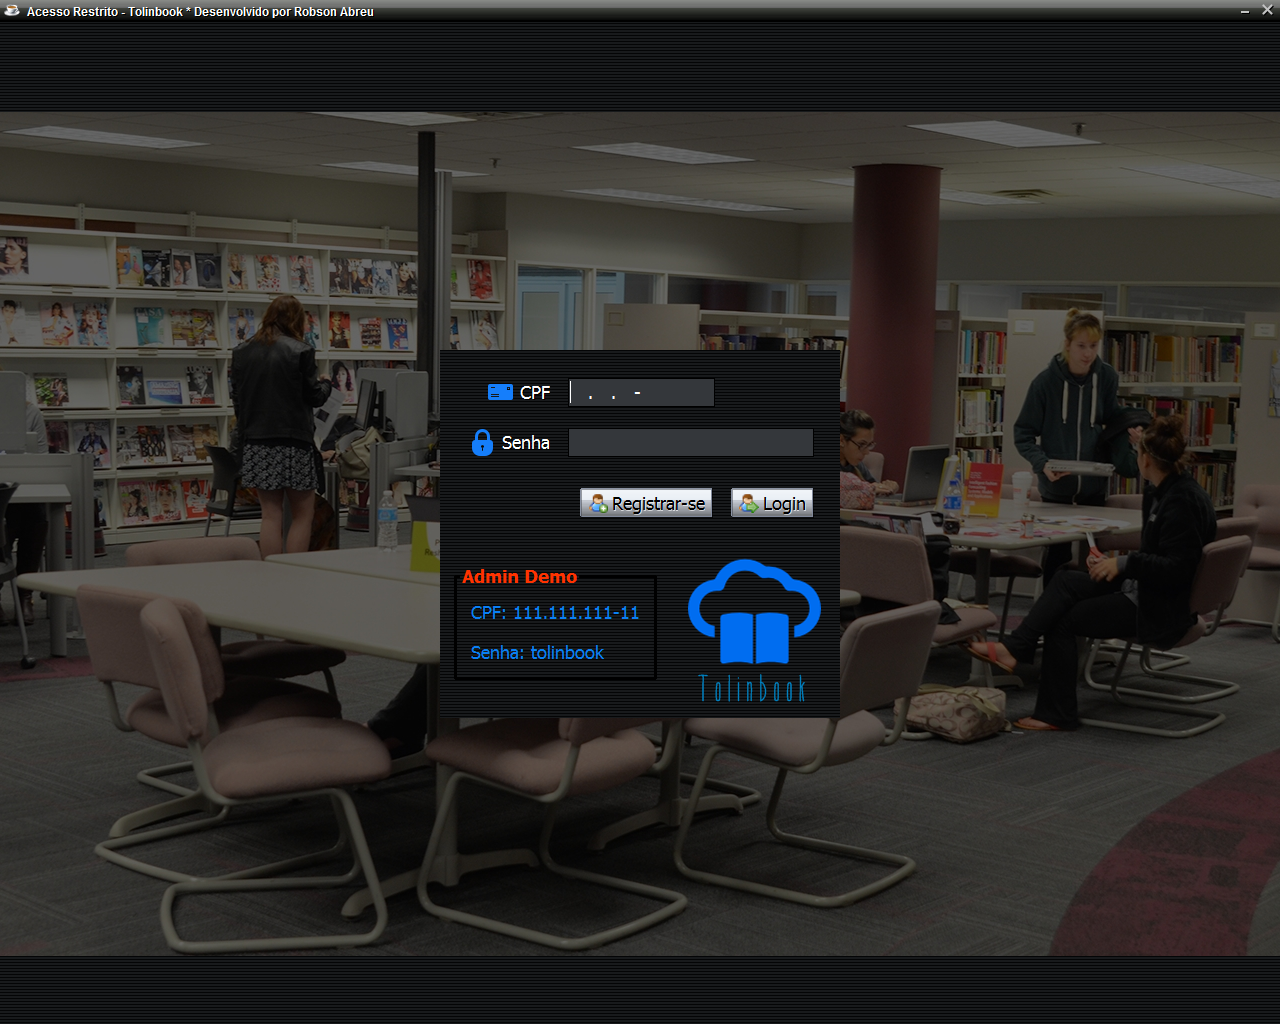 Acesso Restrito - Tolinbook * Desenvolvido por Robson Abreu
CPF . . -
Senha
Registrar-se Login
Admin Demo
CPF: 111.111.111-11
Senha: tolinbook
Tolinbook